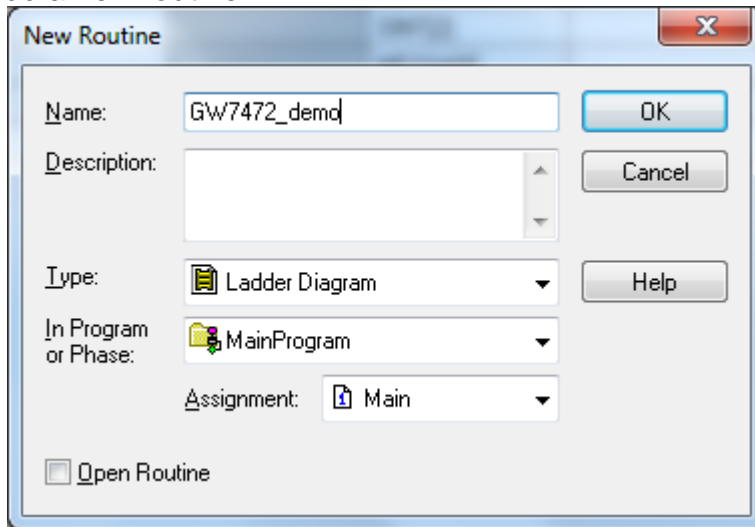 New Routine
Name: GW7472_demo OK
Description: Cancel
Type: Ladder Diagram Help
In Program
or Phase: MainProgram
Assignment: Main
Open Routine